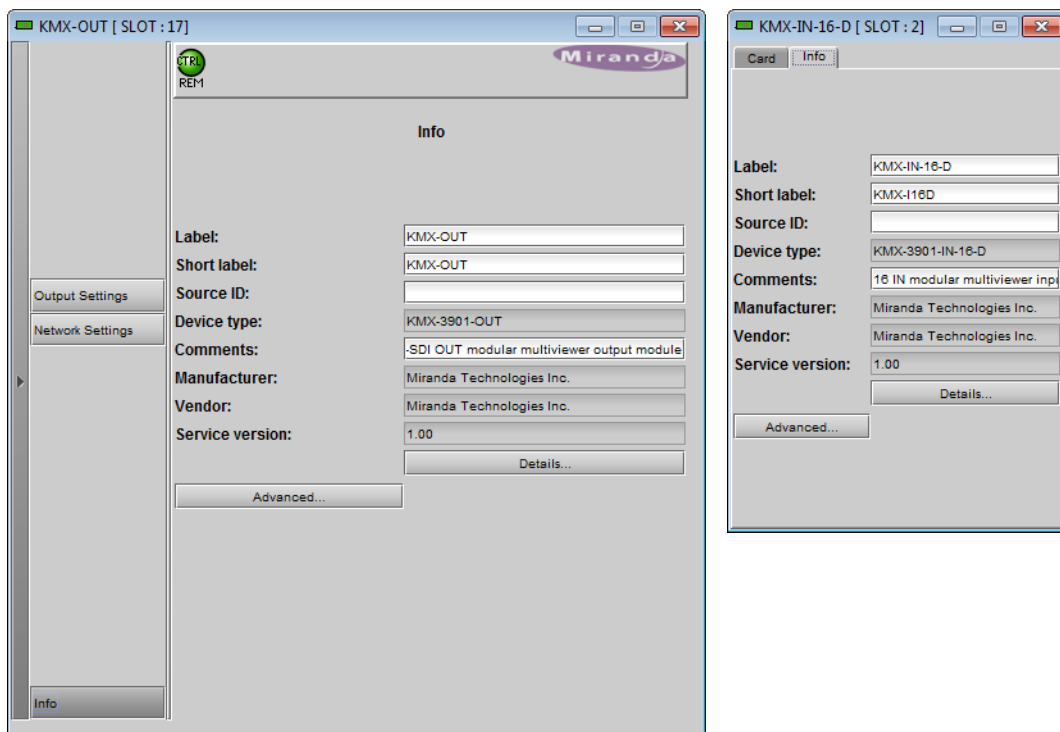 KMX-OUT [ SLOT : 17]
CTRL
REM
Miranda
Info
Label: KMX-OUT
Short label: KMX-OUT
Source ID:
Device type: KMX-3901-OUT
Comments: -SDI OUT modular multiviewer output module
Manufacturer: Miranda Technologies Inc.
Vendor: Miranda Technologies Inc.
Service version: 1.00
Details...
Advanced...
Output Settings
Network Settings
Info
KMX-IN-16-D [ SLOT : 2]
Card Info
Label: KMX-IN-16-D
Short label: KMX-I16D
Source ID:
Device type: KMX-3901-IN-16-D
Comments: 16 IN modular multiviewer inpu
Manufacturer: Miranda Technologies Inc.
Vendor: Miranda Technologies Inc.
Service version: 1.00
Details...
Advanced...